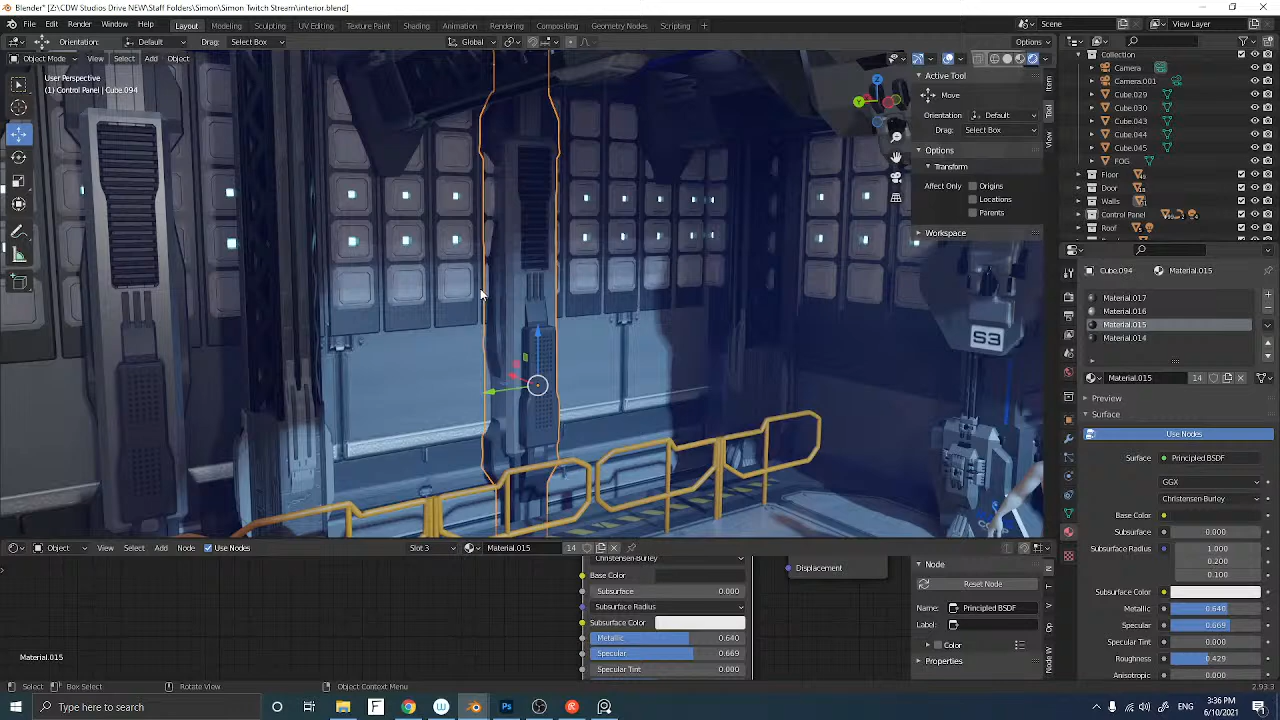 Blender* [Z:\CDW Studios Drive NEW\Staff Folders\Simon\Simon Twitch Stream\interior.blend]
File Edit Render Window Help Layout Modeling Sculpting UV Editing Texture Paint Shading Animation Rendering Compositing Geometry Nodes Scripting + Scene View Layer
Orientation: Default Drag: Select Box Global Options
Object Mode View Select Add Object
User Perspective
(1) Control Panel | Cube.094
Active Tool
Move
Orientation: Default
Drag: Select Box
Options
Transform
Affect Only Origins
Locations
Parents
Workspace
Item
Tool
View
Z
Y
S3
Collection
Camera
Camera.001
Cube.029
Cube.030
Cube.043
Cube.044
Cube.045
FOG
Floor
Door
Walls
Control Panel
Roof
Cube.094 Material.015
Material.017
Material.016
Material.015
Material.014
Material.015 14
Preview
Surface
Use Nodes
Surface Principled BSDF
GGX
Christensen-Burley
Base Color
Subsurface 0.000
Subsurface Radius 1.000
0.200
0.100
Subsurface Color
Metallic 0.640
Specular 0.669
Specular Tint 0.000
Roughness 0.429
Anisotropic 0.000
Object View Select Add Node Use Nodes Slot 3 Material.015 14
Christensen-Burley
Base Color
Subsurface 0.000
Subsurface Radius
Subsurface Color
Metallic 0.640
Specular 0.669
Specular Tint 0.000
Displacement
Node
Reset Node
Name: Principled BSDF
Label:
Color
Properties
Material.015
Select Box Select Rotate View Object Context Menu 2.93.3
Type here to search
3:36 PM
6/10/2021